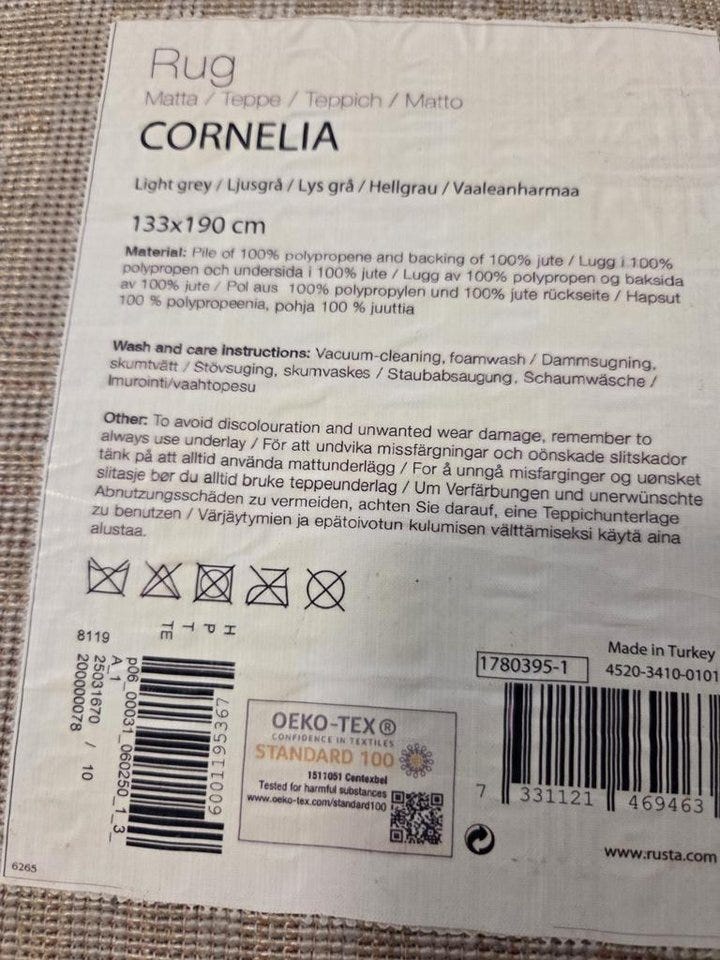 Rug
Matta / Teppe / Teppich / Matto
CORNELIA
Light grey / Ljusgrå / Lys grå / Hellgrau / Vaaleanharmaa
133x190 cm
Material: Pile of 100% polypropene and backing of 100% jute / Lugg i 100%
polypropen och undersida i 100% jute / Lugg av 100% polypropen og baksida
av 100% jute / Pol aus 100% polypropylen und 100% jute rückseite / Hapsut
100 % polypropeenia, pohja 100 % juuttia
Wash and care instructions: Vacuum-cleaning, foamwash / Dammsugning,
skumtvätt / Stövsuging, skumvaskes / Staubabsaugung, Schaumwäsche /
Imurointi/vaahtopesu
Other: To avoid discolouration and unwanted wear damage, remember to
always use underlay / För att undvika missfärgningar och oönskade slitskador
tänk på att alltid använda mattunderlägg / For å unngå misfarginger og uønsket
slitasje bør du alltid bruke teppeunderlag / Um Verfärbungen und unerwünschte
Abnutzungsschäden zu vermeiden, achten Sie darauf, eine Teppichunterlage
zu benutzen / Värjäytymien ja epätoivotun kulumisen välttämiseksi käytä aina
alustaa.
H
P
T
TE
8119
6001195367
p06_00031_060250_1_3_
A_1
25031670 / 10
200000078
OEKO-TEX®
CONFIDENCE IN TEXTILES
STANDARD 100
1511051 Centexbel
Tested for harmful substances
www.oeko-tex.com/standard100
Made in Turkey
1780395-1
4520-3410-0101
7 331121 469463
www.rusta.com
6265